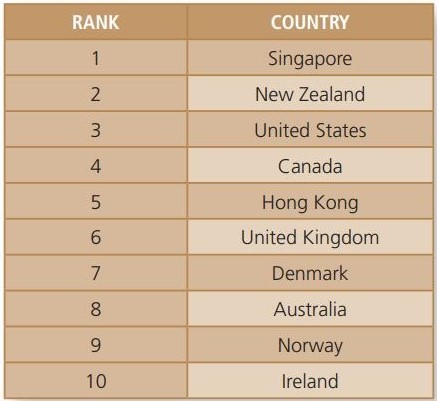 RANK COUNTRY
1 Singapore
2 New Zealand
3 United States
4 Canada
5 Hong Kong
6 United Kingdom
7 Denmark
8 Australia
9 Norway
10 Ireland